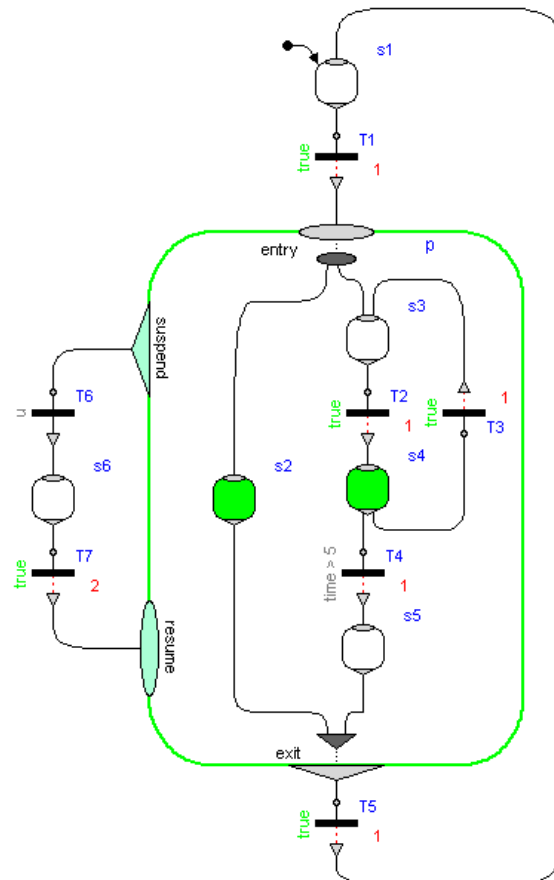 s1
true
T1
1
entry
p
suspend
s3
T6
u
true
T2
1
1
true
T3
s6
s2
s4
T7
true
2
time > 5
T4
1
s5
resume
exit
T5
true
1